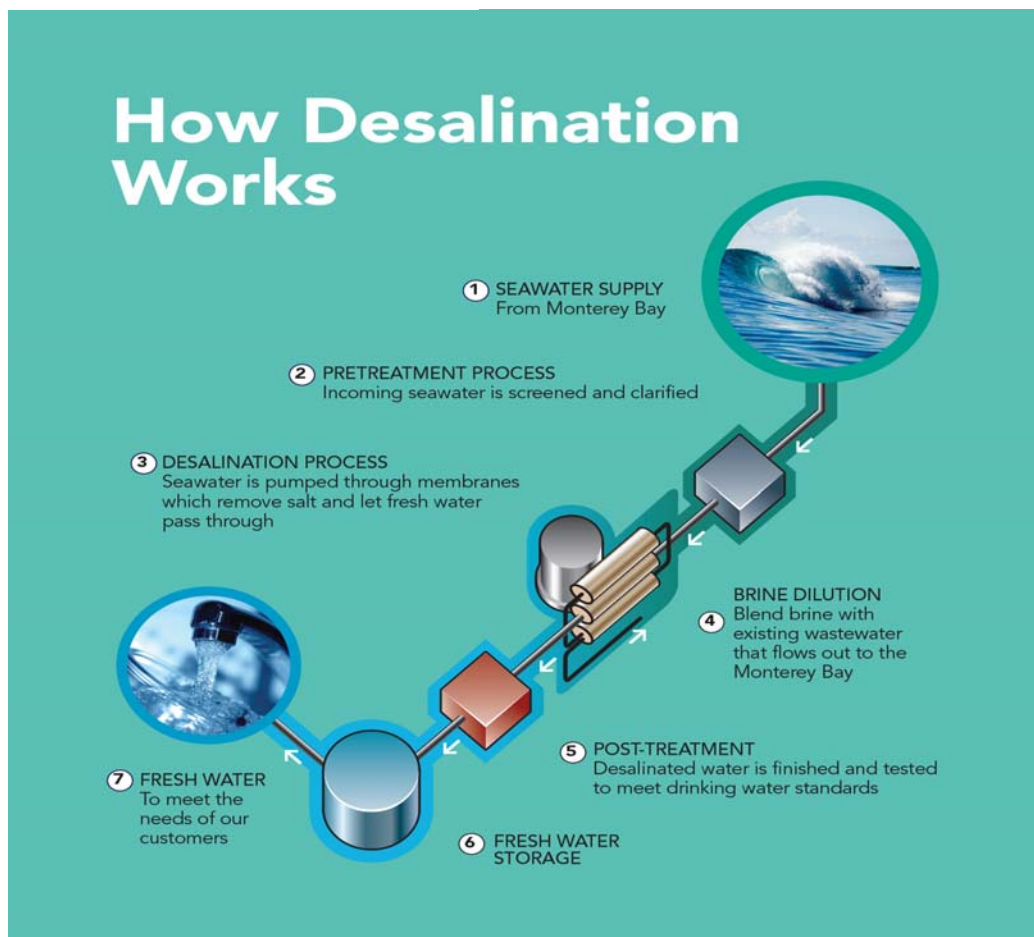 How Desalination
Works
1 SEAWATER SUPPLY
From Monterey Bay
2 PRETREATMENT PROCESS
Incoming seawater is screened and clarified
3 DESALINATION PROCESS
Seawater is pumped through membranes
which remove salt and let fresh water
pass through
BRINE DILUTION
4 Blend brine with
existing wastewater
that flows out to the
Monterey Bay
5 POST-TREATMENT
Desalinated water is finished and tested
to meet drinking water standards
6 FRESH WATER
STORAGE
7 FRESH WATER
To meet the
needs of our
customers